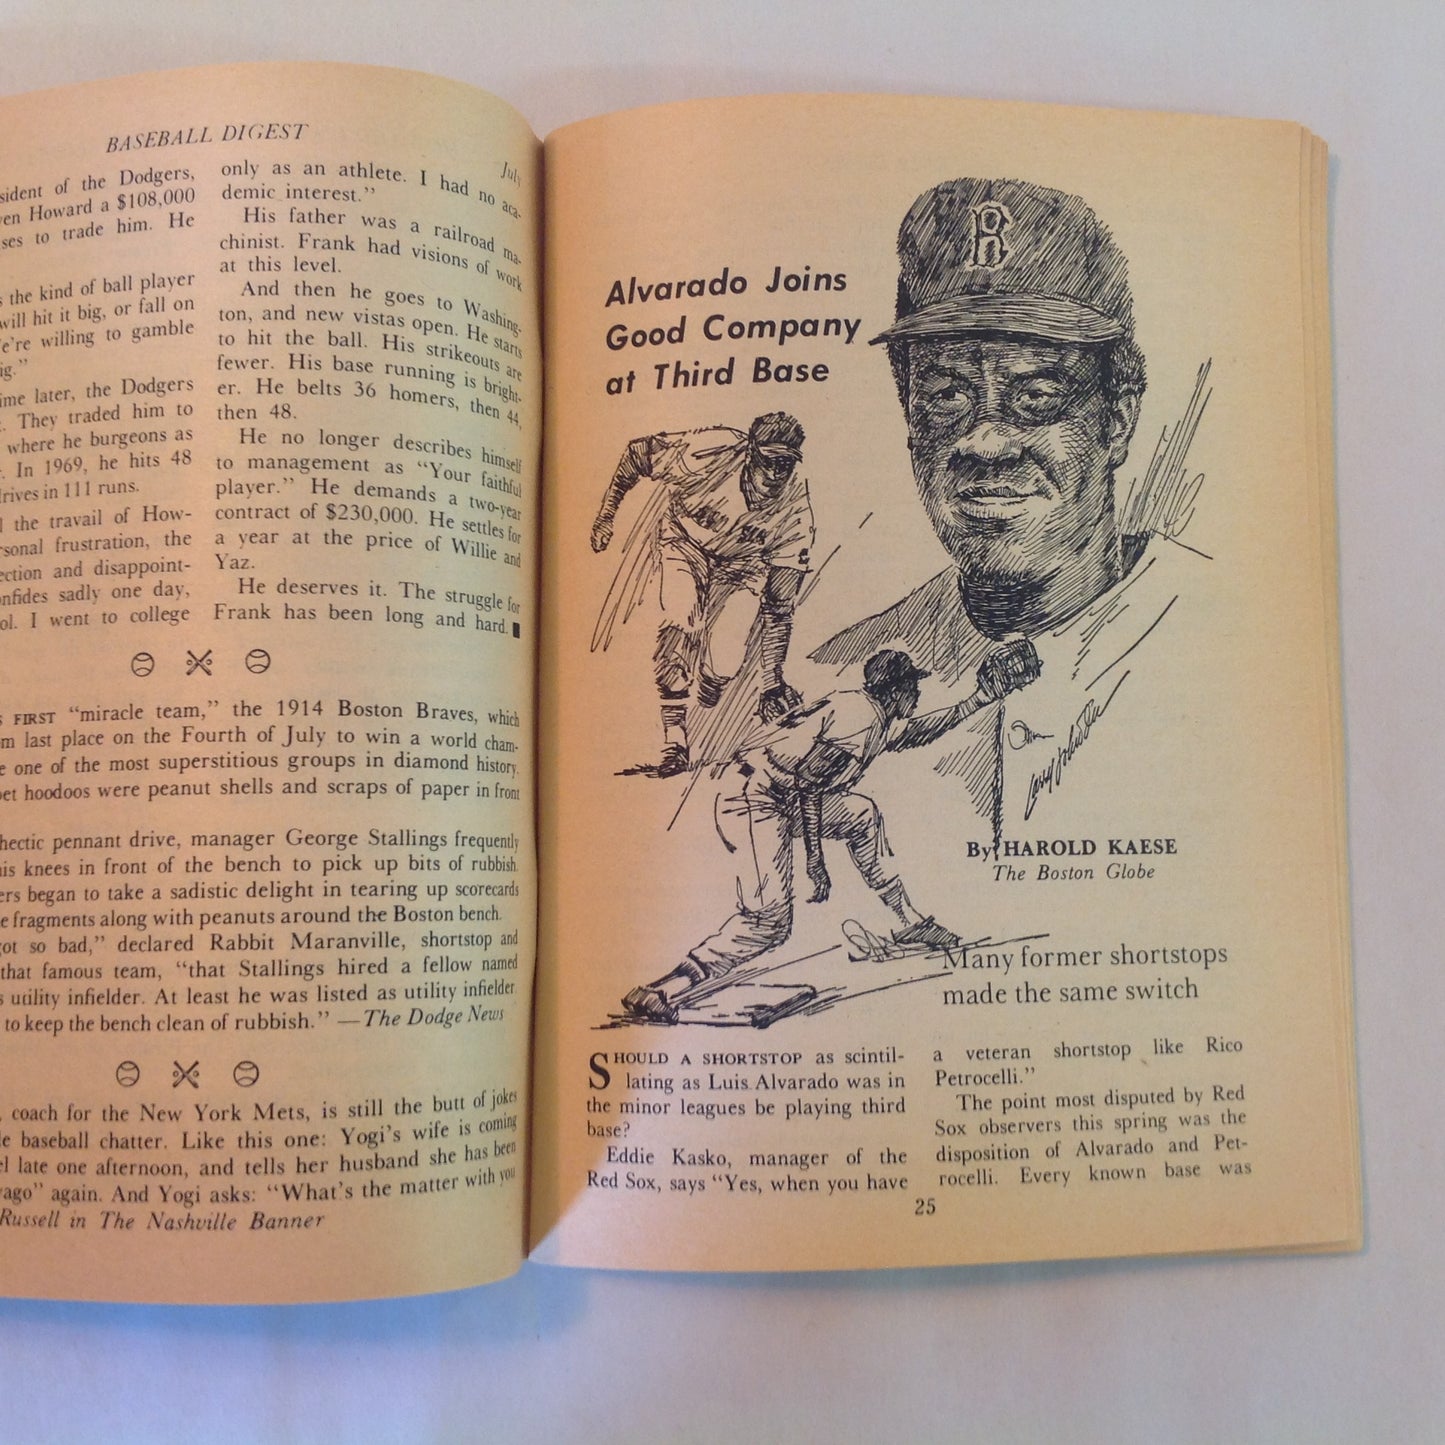 BASEBALL DIGEST
July
of the Dodgers,
Howard a $108,000
to trade him. He
the kind of ball player
will hit it big, or fall on
willing to gamble
later, the Dodgers
They traded him to
where he burgeons as
In 1969, he hits 48
in 111 runs.
the travail of How-
frustration, the
and disappoint-
sadly one day,
I went to college
only as an athlete. I had no aca-
demic interest.”
His father was a railroad ma-
chinist. Frank had visions of work
at this level.
And then he goes to Washing-
ton, and new vistas open. He starts
to hit the ball. His strikeouts are
fewer. His base running is bright-
er. He belts 36 homers, then 44,
then 48.
He no longer describes himself
to management as “Your faithful
player.” He demands a two-year
contract of $230,000. He settles for
a year at the price of Willie and
Yaz.
He deserves it. The struggle for
Frank has been long and hard.
FIRST “miracle team,” the 1914 Boston Braves, which
last place on the Fourth of July to win a world cham-
one of the most superstitious groups in diamond history.
hoodoos were peanut shells and scraps of paper in front
hectic pennant drive, manager George Stallings frequently
knees in front of the bench to pick up bits of rubbish.
began to take a sadistic delight in tearing up scorecards
fragments along with peanuts around the Boston bench.
so bad,” declared Rabbit Maranville, shortstop and
that famous team, “that Stallings hired a fellow named
utility infielder. At least he was listed as utility infielder
to keep the bench clean of rubbish.” —The Dodge News
coach for the New York Mets, is still the butt of jokes
baseball chatter. Like this one: Yogi’s wife is coming
late one afternoon, and tells her husband she has been
again. And Yogi asks: “What’s the matter with you
Russell in The Nashville Banner
Alvarado Joins
Good Company
at Third Base
B
By HAROLD KAESE
The Boston Globe
Many former shortstops
made the same switch
SHOULD A SHORTSTOP as scintil-
lating as Luis Alvarado was in
the minor leagues be playing third
base?
Eddie Kasko, manager of the
Red Sox, says “Yes, when you have
a veteran shortstop like Rico
Petrocelli.”
The point most disputed by Red
Sox observers this spring was the
disposition of Alvarado and Pet-
rocelli. Every known base was
25